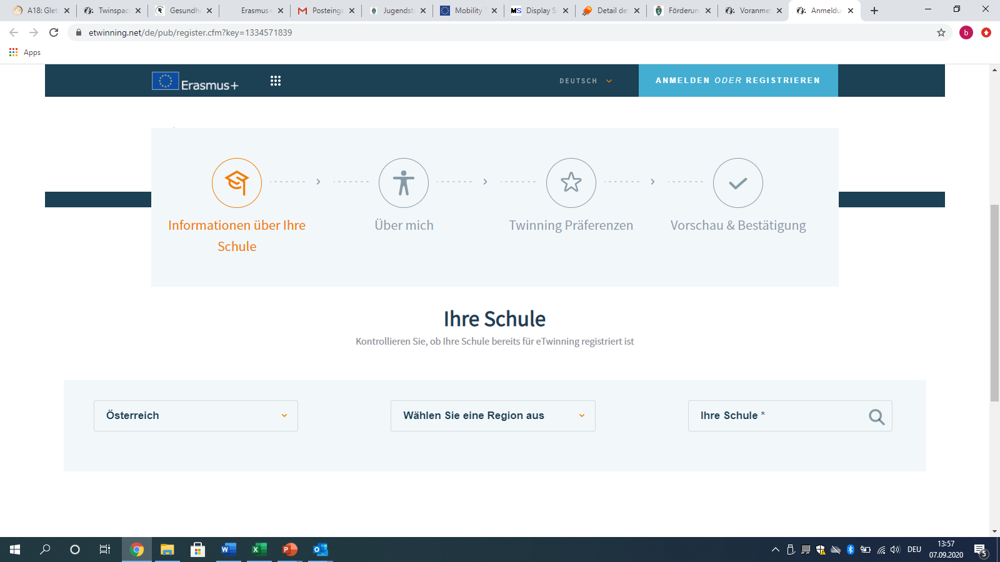 A18: Glet
Twinspac
Gesundh
Erasmus+
Posteinga
Jugendst
Mobility T
Display S
Detail de
Förderun
Voranme
Anmeldu
etwinning.net/de/pub/register.cfm?key=1334571839
b
Apps
Erasmus+
DEUTSCH
ANMELDEN ODER REGISTRIEREN
Informationen über Ihre
Schule
Über mich
Twinning Präferenzen
Vorschau & Bestätigung
Ihre Schule
Kontrollieren Sie, ob Ihre Schule bereits für eTwinning registriert ist
Österreich
Wählen Sie eine Region aus
Ihre Schule *
DEU
13:57
07.09.2020
5